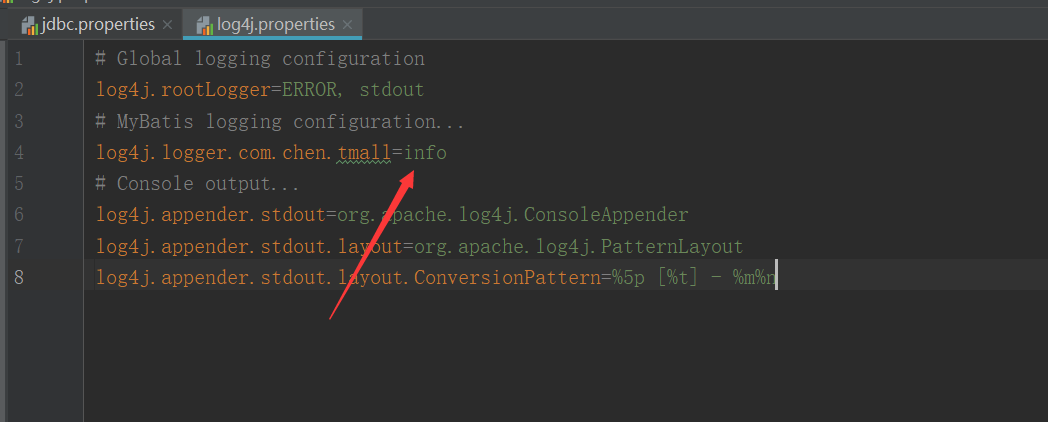 jdbc.properties × log4j.properties ×
1 # Global logging configuration
2 log4j.rootLogger=ERROR, stdout
3 # MyBatis logging configuration...
4 log4j.logger.com.chen.tmall=info
5 # Console output...
6 log4j.appender.stdout=org.apache.log4j.ConsoleAppender
7 log4j.appender.stdout.layout=org.apache.log4j.PatternLayout
8 log4j.appender.stdout.layout.ConversionPattern=%5p [%t] - %m%n